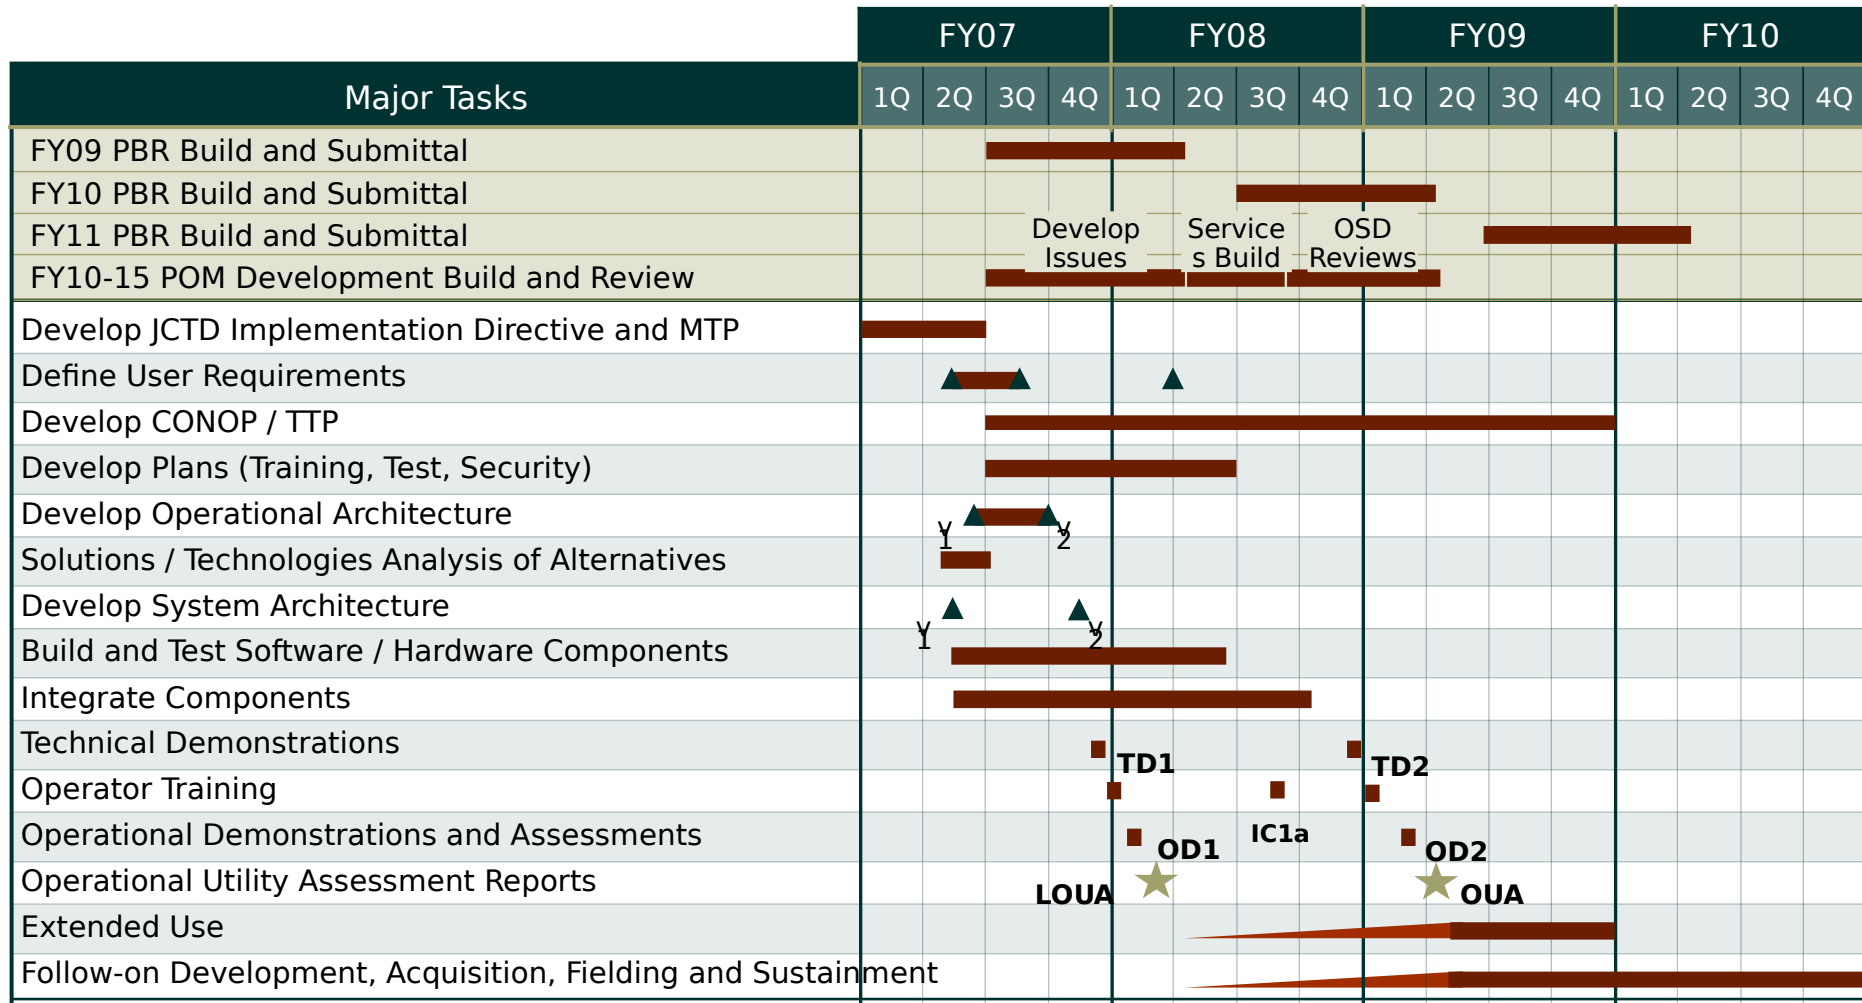 FY07 FY08 FY09 FY10
Major Tasks 1Q 2Q 3Q 4Q 1Q 2Q 3Q 4Q 1Q 2Q 3Q 4Q 1Q 2Q 3Q 4Q
FY09 PBR Build and Submittal
FY10 PBR Build and Submittal
FY11 PBR Build and Submittal
Develop Service OSD
Issues s Build Reviews
FY10-15 POM Development Build and Review
Develop JCTD Implementation Directive and MTP
Define User Requirements
Develop CONOP / TTP
Develop Plans (Training, Test, Security)
Develop Operational Architecture
V V
1 2
Solutions / Technologies Analysis of Alternatives
Develop System Architecture
V V
1 2
Build and Test Software / Hardware Components
Integrate Components
Technical Demonstrations
TD1 TD2
Operator Training
Operational Demonstrations and Assessments
IC1a
OD1 OD2
Operational Utility Assessment Reports
LOUA OUA
Extended Use
Follow-on Development, Acquisition, Fielding and Sustainment